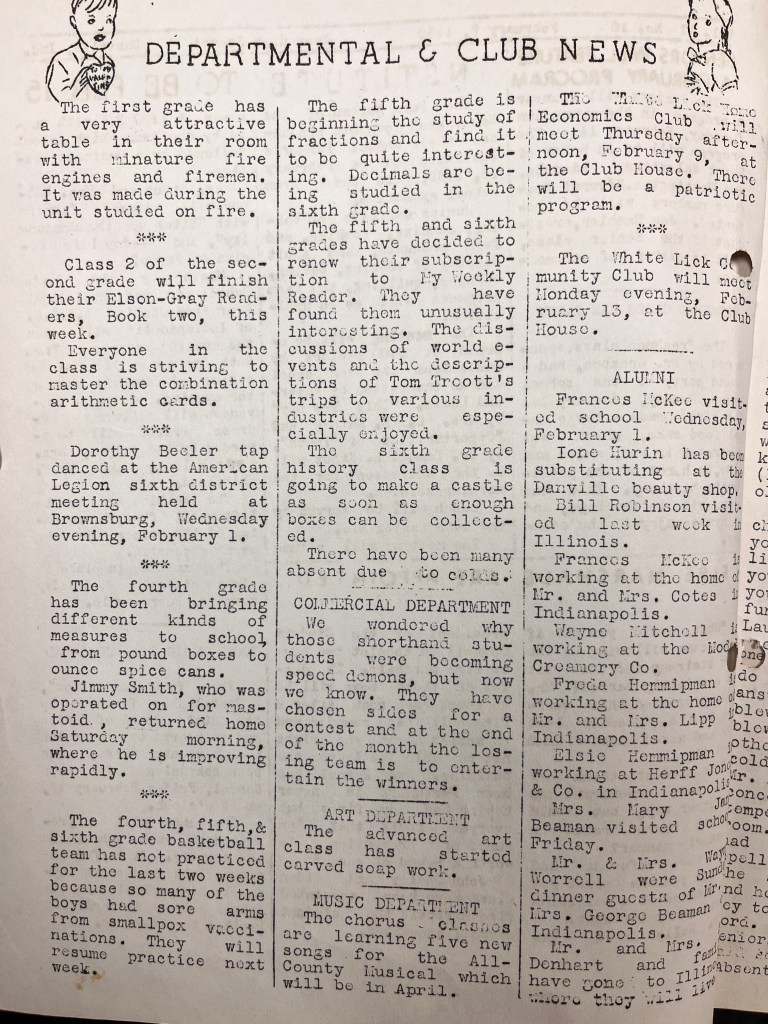 TO MY VALEN TINE
DEPARTMENTAL & CLUB NEWS
The first grade has
a very attractive
table in their room
with minature fire
engines and firemen.
It was made during the
unit studied on fire.
***
Class 2 of the sec-
ond grade will finish
their Elson-Gray Read-
ers, Book two, this
week.
Everyone in the
class is striving to
master the combination
arithmetic cards.
***
Dorothy Beeler tap
danced at the American
Legion sixth district
meeting held at
Brownsburg, Wednesday
evening, February 1.
***
The fourth grade
has been bringing
different kinds of
measures to school,
from pound boxes to
ounce spice cans.
Jimmy Smith, who was
operated on for mas-
toid., returned home
Saturday morning,
where he is improving
rapidly.
***
The fourth, fifth,&
sixth grade basketball
team has not practiced
for the last two weeks
because so many of the
boys had sore arms
from smallpox vacci-
nations. They will
resume practice next
week.
The fifth grade is
beginning the study of
fractions and find it
to be quite interest-
ing. Decimals are be-
ing studied in the
sixth grade.
The fifth and sixth
grades have decided to
renew their subscrip-
tion to My Weekly
Reader. They have
found them unusually
interesting. The dis-
cussions of world e-
vents and the descrip-
tions of Tom Trcott's
trips to various in-
dustries were espe-
cially enjoyed.
The sixth grade
history class is
going to make a castle
as soon as enough
boxes can be collect-
ed.
There have been many
absent due to colds.
COMMERCIAL DEPARTMENT
We wondered why
those shorthand stu-
dents were becoming
speed demons, but now
we know. They have
chosen sides for a
contest and at the end
of the month the los-
ing team is to enter-
tain the winners.
ART DEPARTMENT
The advanced art
class has started
carved soap work.
MUSIC DEPARTMENT
The chorus classes
are learning five new
songs for the All-
County Musical which
will be in April.
The White Lick Home
Economics Club will
meet Thursday after-
noon, February 9, at
the Club House. There
will be a patriotic
program.
***
The White Lick
munity Club will meet
Monday evening, Feb-
ruary 13, at the Club
House.
ALUMNI
Frances McKee visit-
ed school Wednesday,
February 1.
Ione Hurin has been
substituting at the
Danville beauty shop.
Bill Robinson visit-
ed last week in
Illinois.
Frances McKee is
working at the home of
Mr. and Mrs. Cotes
Indianapolis.
Wayne Mitchell
working at the
Creamery Co.
Freda Hemmipman
working at the home
Mr. and Mrs. Lipp
Indianapolis.
Elsie Hemmipman
working at Herff Jones
& Co. in Indianapolis
Mrs. Mary
Beaman visited
Friday.
Mr. & Mrs.
Worrell were
dinner guests of
Mrs. George Beaman
Indianapolis.
Mr. and Mrs.
Denhart and
have gone to
where they will live